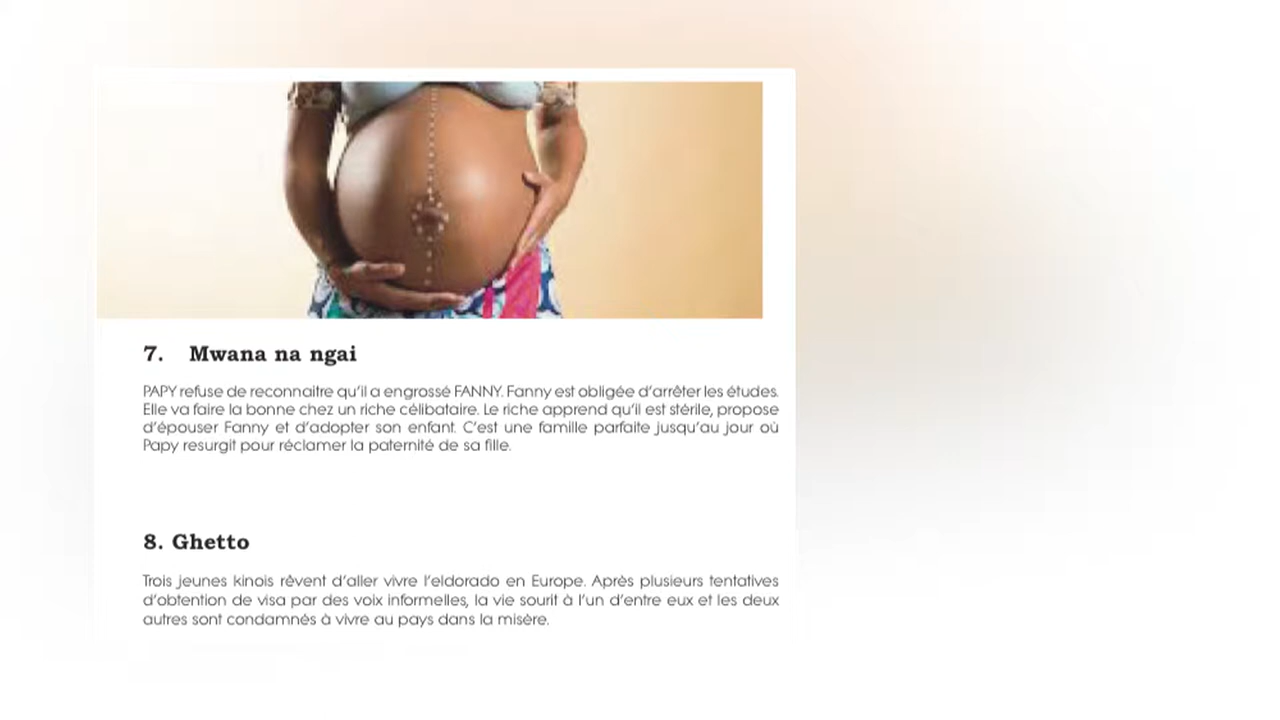 7. Mwana na ngai
PAPY refuse de reconnaitre qu'il a engrossé FANNY. Fanny est obligée d'arrêter les études.
Elle va faire la bonne chez un riche célibataire. Le riche apprend qu'il est stérile, propose
d'épouser Fanny et d'adopter son enfant. C'est une famille parfaite jusqu'au jour où
Papy resurgit pour réclamer la paternité de sa fille.
8. Ghetto
Trois jeunes kinois rêvent d'aller vivre l'eldorado en Europe. Après plusieurs tentatives
d'obtention de visa par des voix informelles, la vie sourit à l'un d'entre eux et les deux
autres sont condamnés à vivre au pays dans la misère.